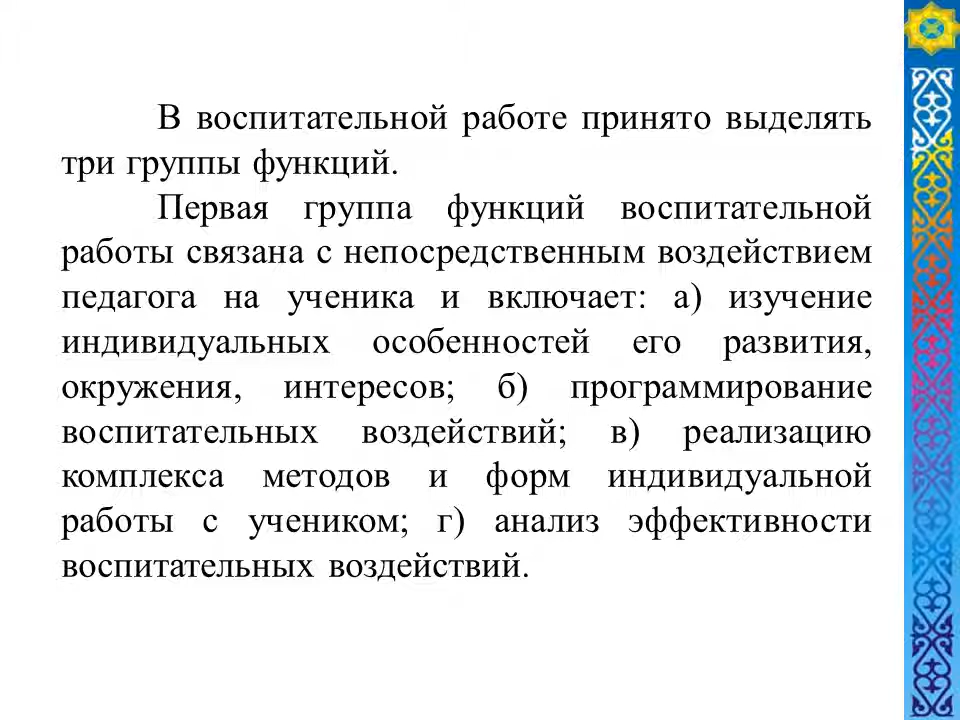 В воспитательной работе принято выделять
три группы функций.
Первая группа функций воспитательной
работы связана с непосредственным воздействием
педагога на ученика и включает: а) изучение
индивидуальных особенностей его развития,
окружения, интересов; б) программирование
воспитательных воздействий; в) реализацию
комплекса методов и форм индивидуальной
работы с учеником; г) анализ эффективности
воспитательных воздействий.